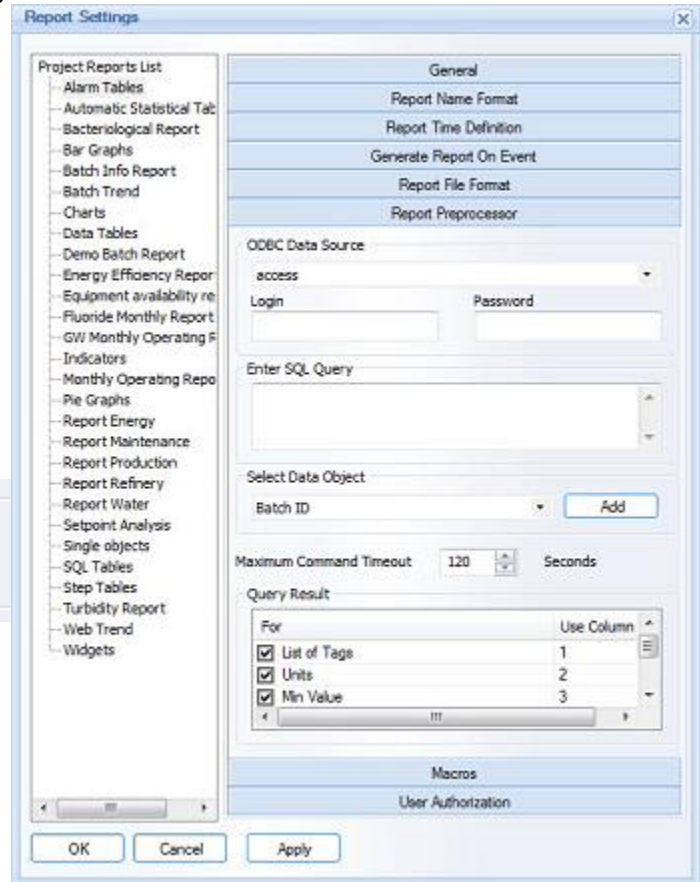 Report Settings
Project Reports List
Alarm Tables
Automatic Statistical Tab
Bacteriological Report
Bar Graphs
Batch Info Report
Batch Trend
Charts
Data Tables
Demo Batch Report
Energy Efficiency Repor
Equipment availability re
Fluoride Monthly Report
GW Monthly Operating R
Indicators
Monthly Operating Repo
Pie Graphs
Report Energy
Report Maintenance
Report Production
Report Refinery
Report Water
Setpoint Analysis
Single objects
SQL Tables
Step Tables
Turbidity Report
Web Trend
Widgets
General
Report Name Format
Report Time Definition
Generate Report On Event
Report File Format
Report Preprocessor
ODBC Data Source
access
Login Password
Enter SQL Query
Select Data Object
Batch ID Add
Maximum Command Timeout 120 Seconds
Query Result
For Use Column
List of Tags 1
Units 2
Min Value 3
Macros
User Authorization
OK Cancel Apply